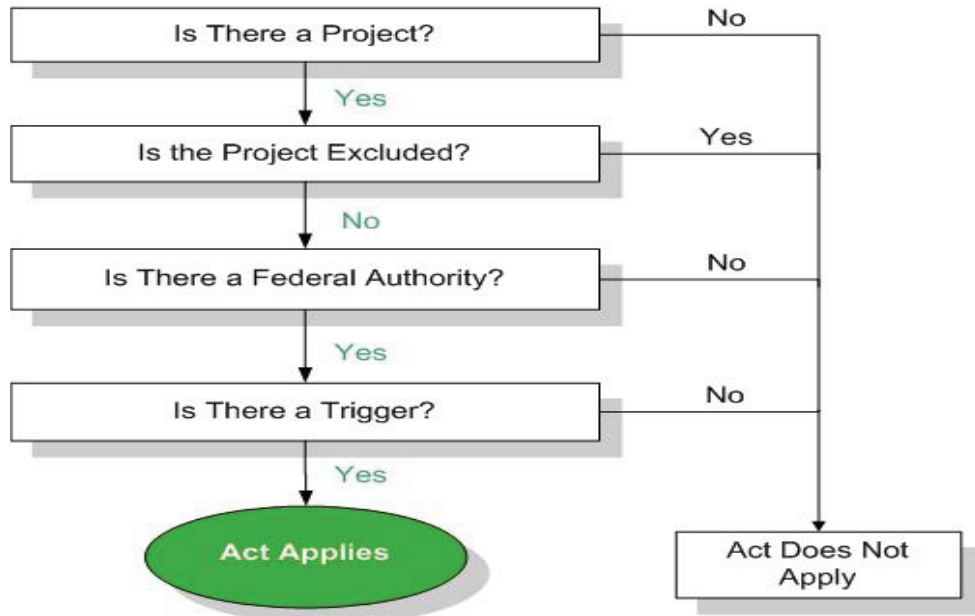 Is There a Project?
No
Yes
Is the Project Excluded?
Yes
No
Is There a Federal Authority?
No
Yes
Is There a Trigger?
No
Yes
Act Applies
Act Does Not
Apply